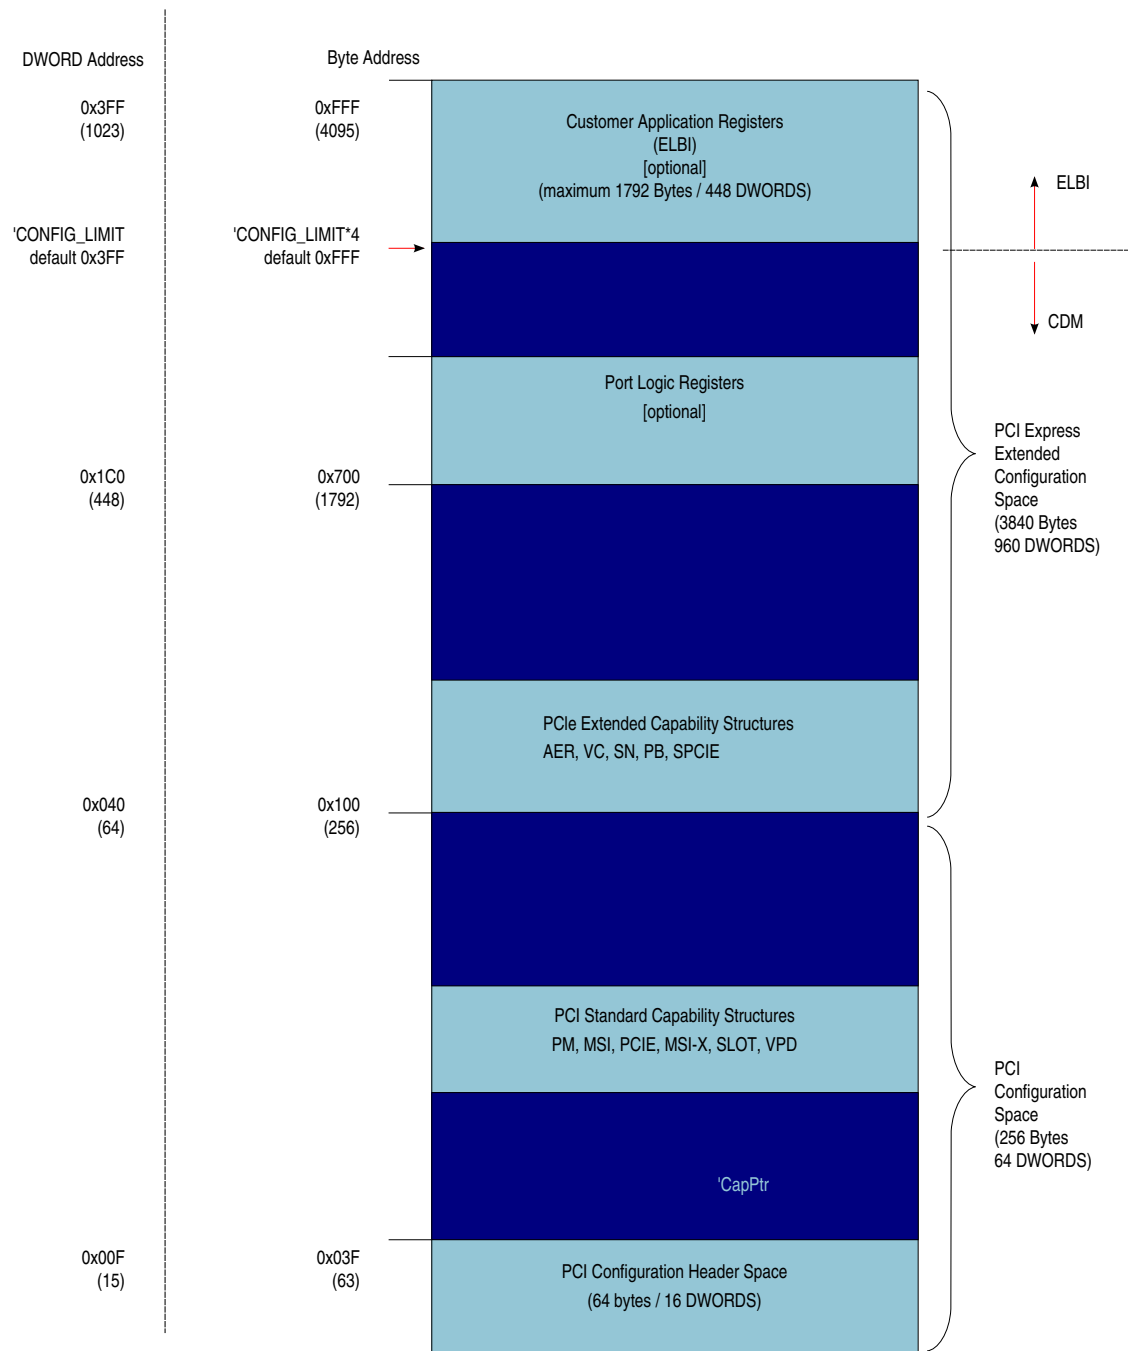 DWORD Address
Byte Address
0x3FF
(1023)
0xFFF
(4095)
Customer Application Registers
(ELBI)
[optional]
(maximum 1792 Bytes / 448 DWORDS)
ELBI
'CONFIG_LIMIT
default 0x3FF
'CONFIG_LIMIT*4
default 0xFFF
CDM
Port Logic Registers
[optional]
PCI Express
Extended
Configuration
Space
(3840 Bytes
960 DWORDS)
0x1C0
(448)
0x700
(1792)
PCIe Extended Capability Structures
AER, VC, SN, PB, SPCIE
0x040
(64)
0x100
(256)
PCI Standard Capability Structures
PM, MSI, PCIE, MSI-X, SLOT, VPD
PCI
Configuration
Space
(256 Bytes
64 DWORDS)
'CapPtr
0x00F
(15)
0x03F
(63)
PCI Configuration Header Space
(64 bytes / 16 DWORDS)